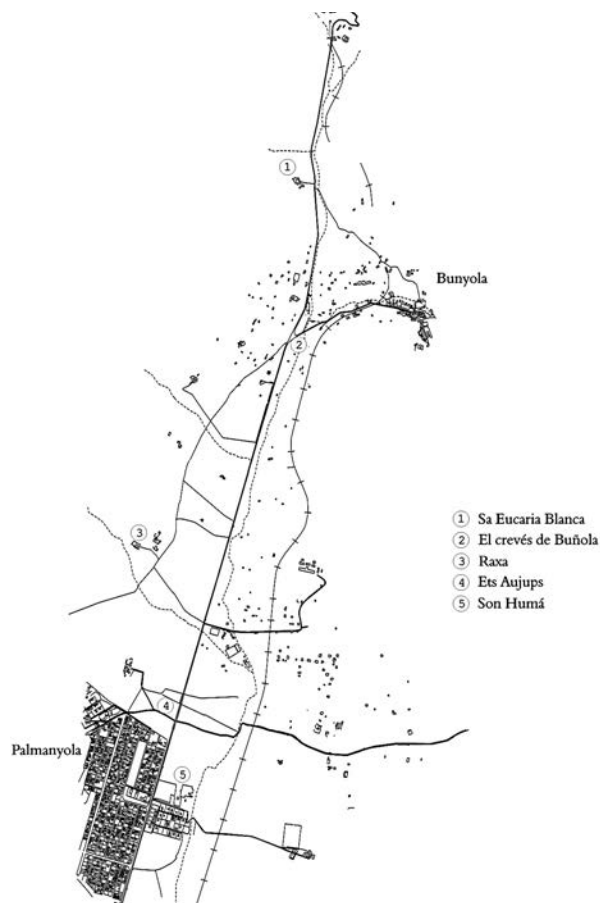 1
Bunyola
2
3
1 Sa Eucaria Blanca
2 El crevés de Buñola
3 Raxa
4 Ets Aujups
5 Son Humá
4
Palmanyola
5